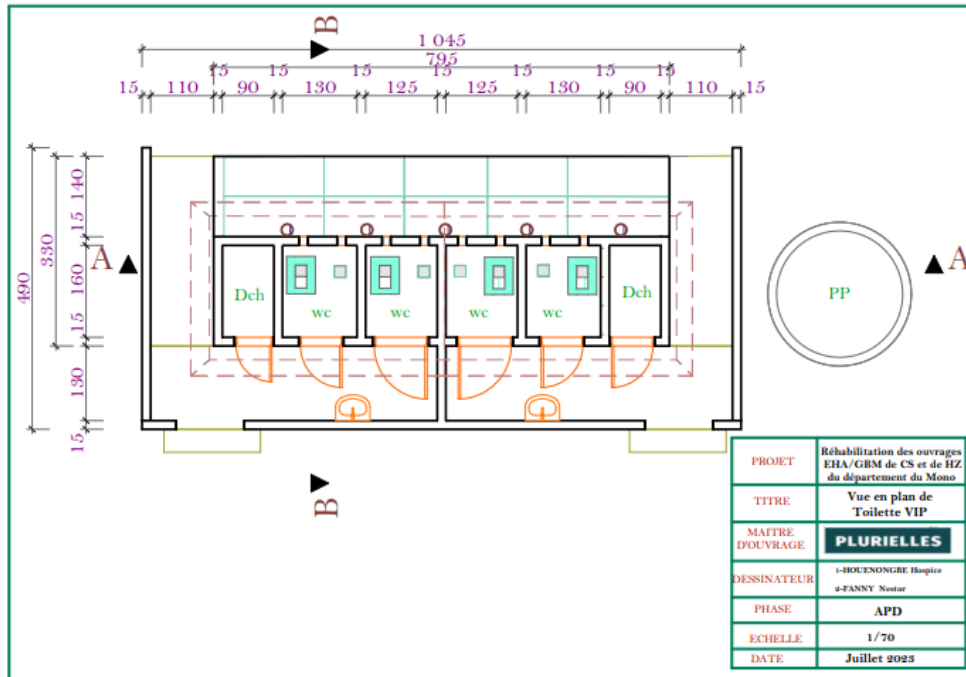 B
1 045
795
15 15 15 15 15 15 15
15 110 90 130 125 125 130 90 110 15
490
330
140
15
160
15
130
15
A
A
Dch
wc
wc
wc
wc
Dch
PP
B
PROJET
Réhabilitation des ouvrages
EHA/GBM de CS et de HZ
du département du Mono
TITRE
Vue en plan de
Toilette VIP
MAITRE
D'OUVRAGE
PLURIELLES
DESSINATEUR
1-HOUENONGBE Hospice
2-FANNY Nestor
PHASE
APD
ECHELLE
1/70
DATE
Juillet 2023